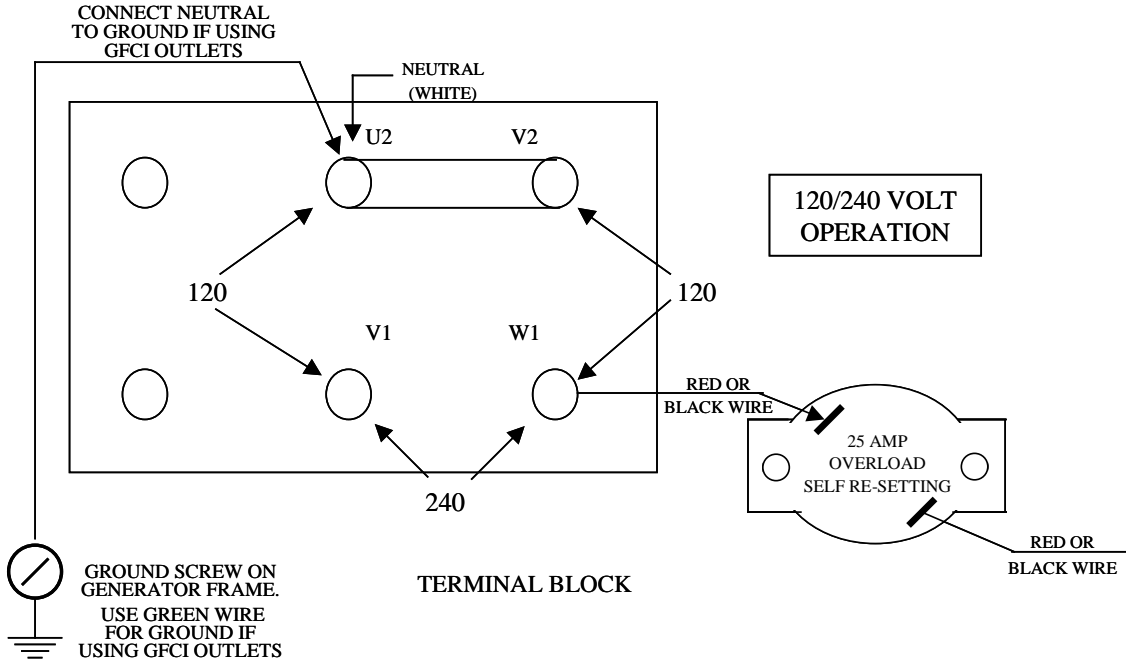 CONNECT NEUTRAL
TO GROUND IF USING
GFCI OUTLETS
NEUTRAL
(WHITE)
U2
V2
120/240 VOLT
OPERATION
120
120
V1
W1
RED OR
BLACK WIRE
25 AMP
OVERLOAD
SELF RE-SETTING
240
RED OR
BLACK WIRE
GROUND SCREW ON
GENERATOR FRAME.
USE GREEN WIRE
FOR GROUND IF
USING GFCI OUTLETS
TERMINAL BLOCK